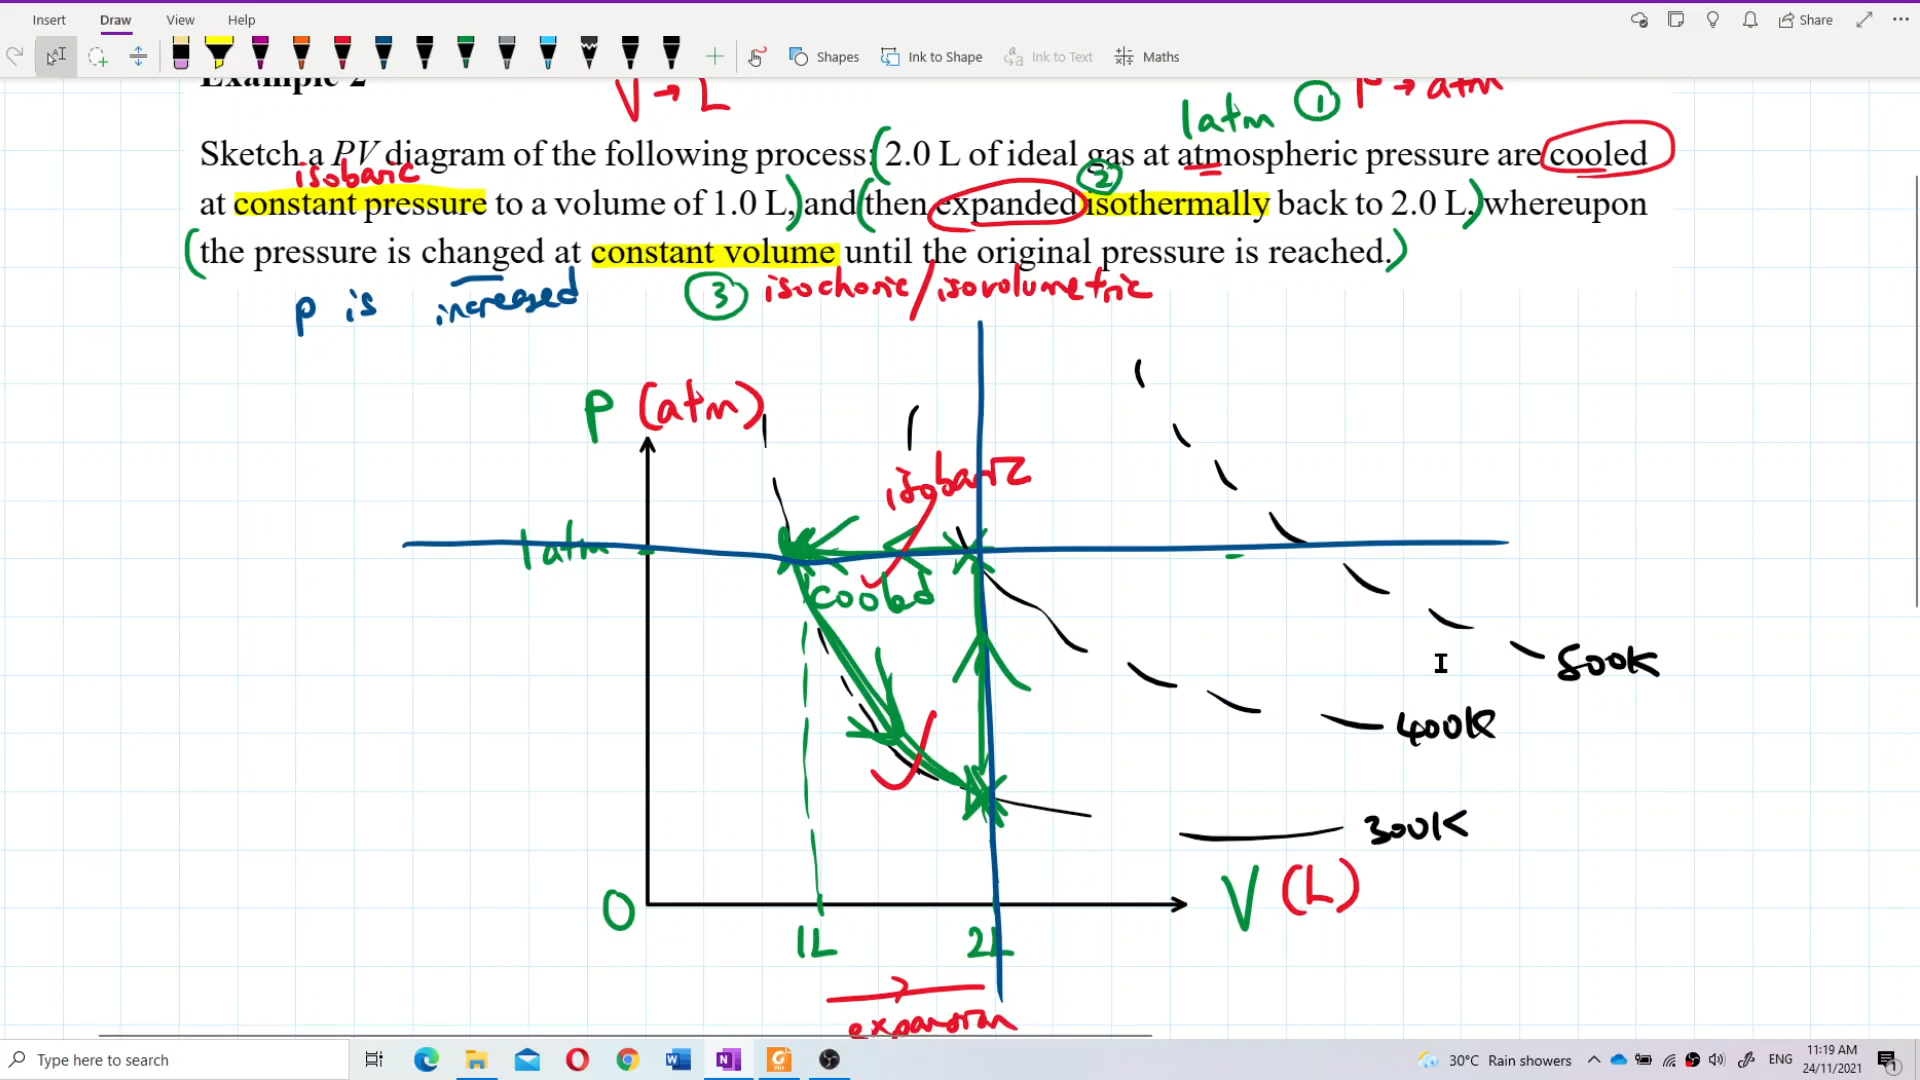 Insert Draw View Help
Share
Shapes Ink to Shape Ink to Text Maths
Example 2
V → L
P → atm
1atm ①
Sketch a PV diagram of the following process: (2.0 L of ideal gas at atmospheric pressure are cooled
isobaric
②
at constant pressure to a volume of 1.0 L,) and (then expanded isothermally back to 2.0 L,) whereupon
(the pressure is changed at constant volume until the original pressure is reached.)
P is increased
③ isochoric/isovolumetric
P (atm)
isobaric
1atm
cooled
500K
400K
300K
V (L)
0
1L 2L
expansion
Type here to search
30°C Rain showers
ENG
11:19 AM
24/11/2021
1